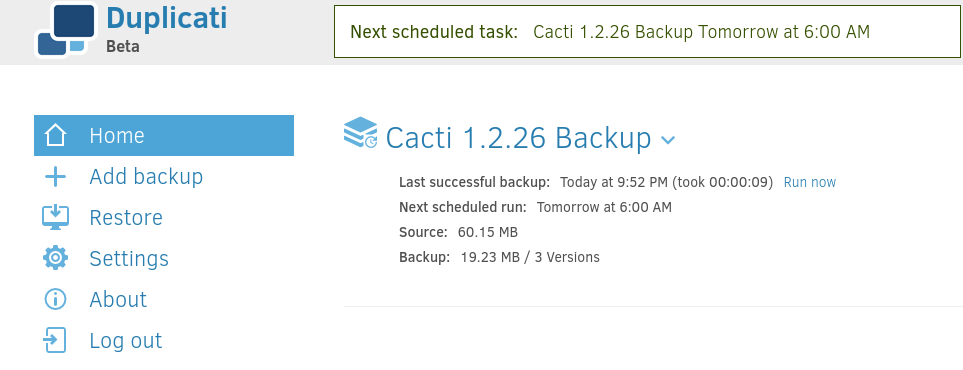 Duplicati
Beta
Next scheduled task: Cacti 1.2.26 Backup Tomorrow at 6:00 AM
Home
Add backup
Restore
Settings
About
Log out
Cacti 1.2.26 Backup
Last successful backup: Today at 9:52 PM (took 00:00:09) Run now
Next scheduled run: Tomorrow at 6:00 AM
Source: 60.15 MB
Backup: 19.23 MB / 3 Versions